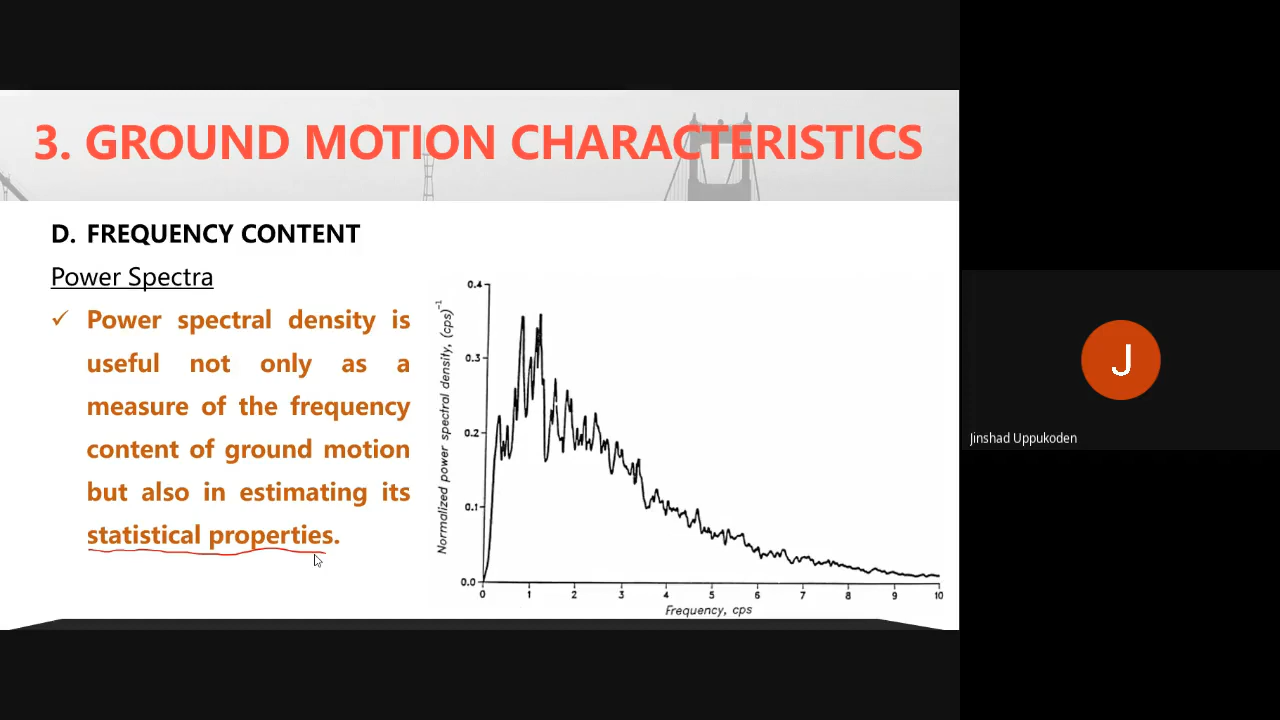 3. GROUND MOTION CHARACTERISTICS
D. FREQUENCY CONTENT
Power Spectra
✓ Power spectral density is
useful not only as a
measure of the frequency
content of ground motion
but also in estimating its
statistical properties.
Normalized power spectral density, (cps)⁻¹
0.4
0.3
0.2
0.1
0.0
0 1 2 3 4 5 6 7 8 9 10
Frequency, cps
J
Jinshad Uppukoden